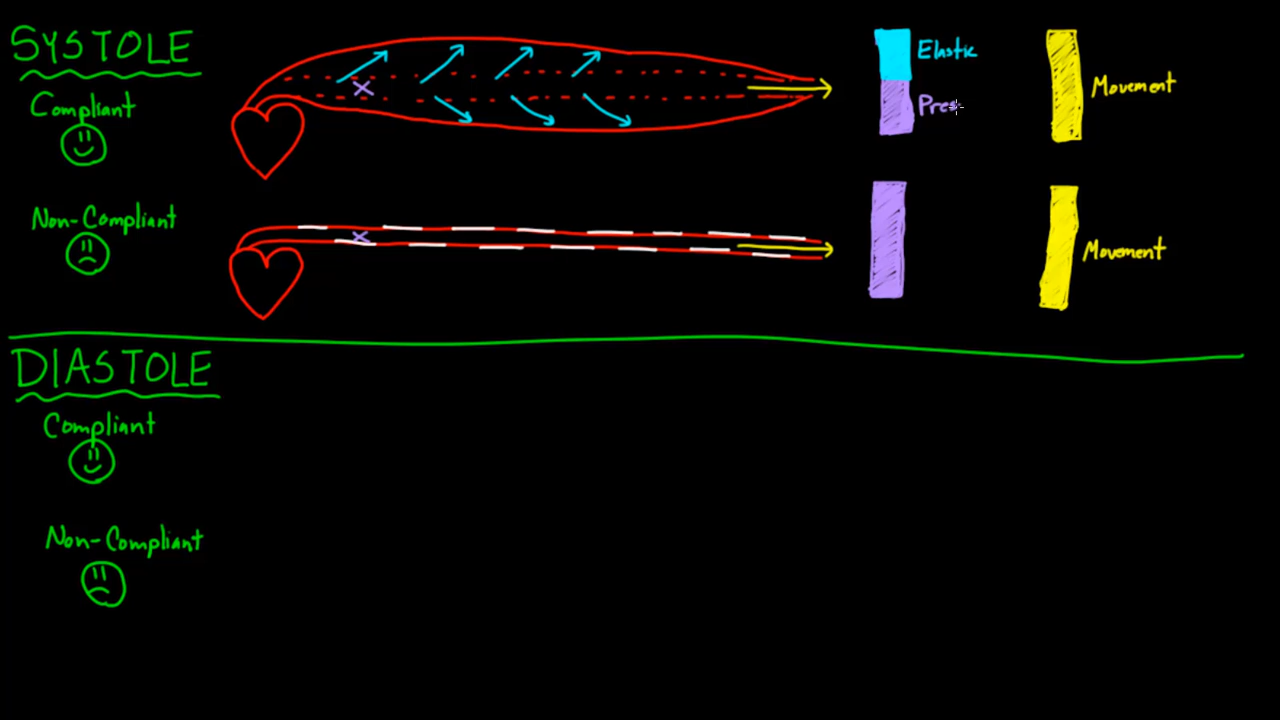 SYSTOLE
Compliant
Elastic
Pres
Movement
Non-Compliant
Movement
DIASTOLE
Compliant
Non-Compliant